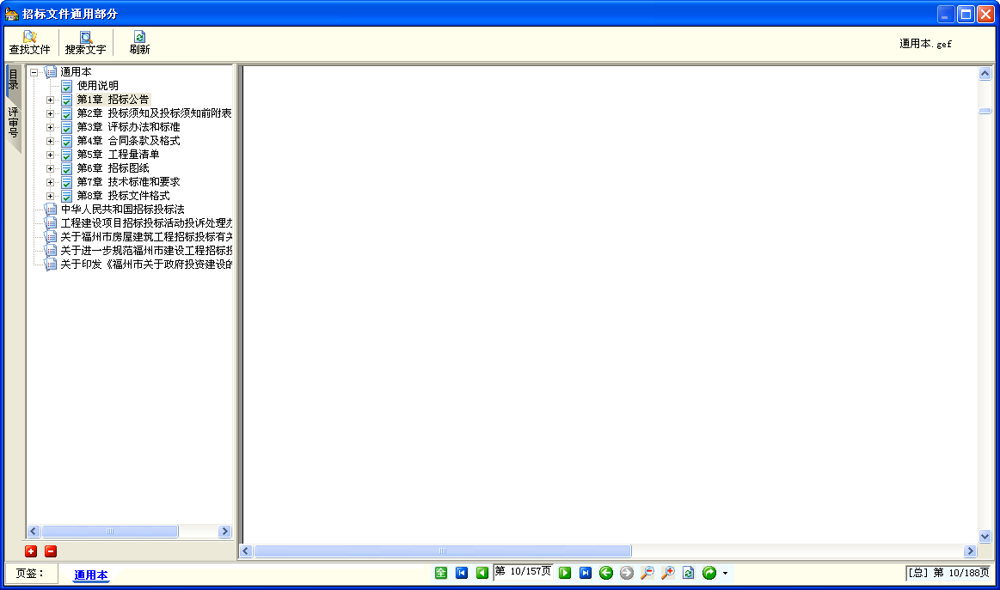 招标文件通用部分
查找文件 搜索文字 刷新
通用本.gef
目录
评审号
通用本
使用说明
第1章 招标公告
第2章 投标须知及投标须知前附表
第3章 评标办法和标准
第4章 合同条款及格式
第5章 工程量清单
第6章 招标图纸
第7章 技术标准和要求
第8章 投标文件格式
中华人民共和国招标投标法
工程建设项目招标投标活动投诉处理办
关于福州市房屋建筑工程招标投标有关
关于进一步规范福州市建设工程招标投
关于印发《福州市关于政府投资建设的
页签： 通用本
全 第 10/157页
[总] 第 10/188页